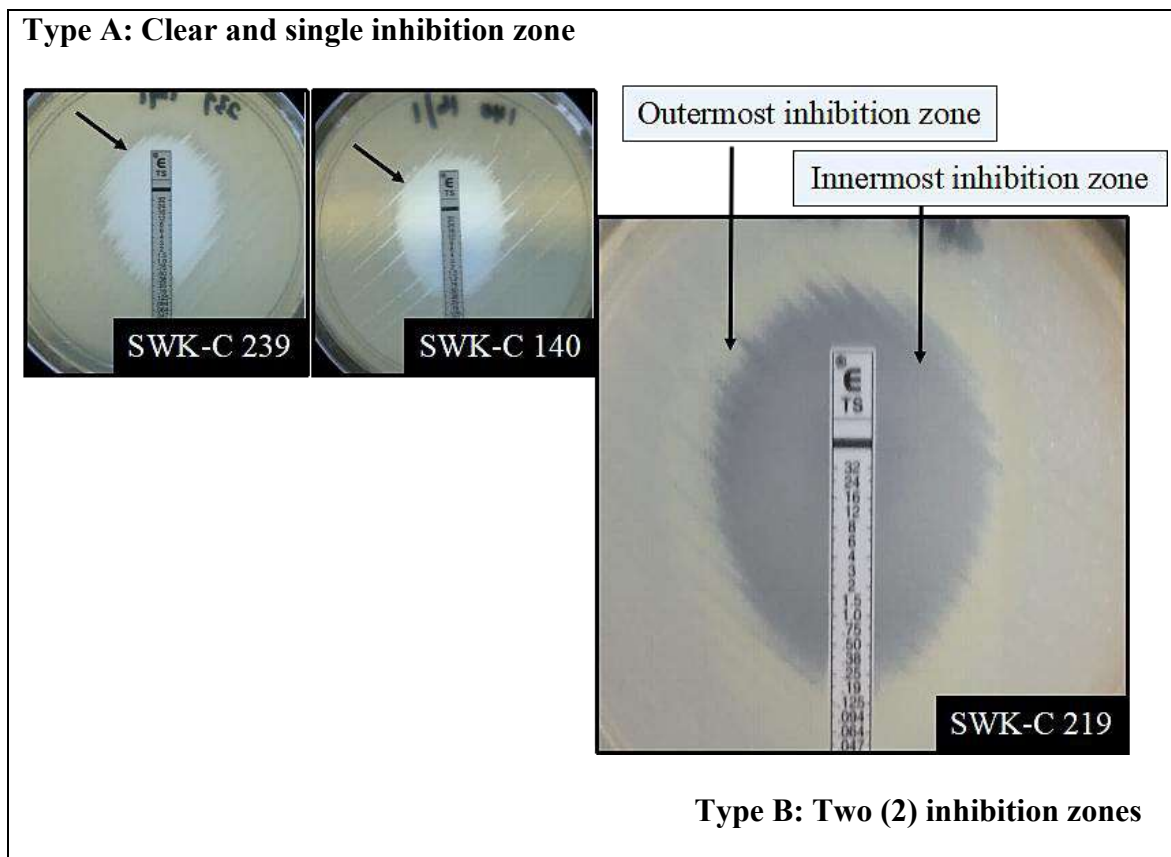 Type A: Clear and single inhibition zone
Outermost inhibition zone
Innermost inhibition zone
SWK-C 239
SWK-C 140
E
TS
E
TS
® E
TS
32
24
16
12
8
6
4
3
2
1.5
1.0
.75
.50
.38
.25
.19
.125
.094
.064
.047
SWK-C 219
Type B: Two (2) inhibition zones